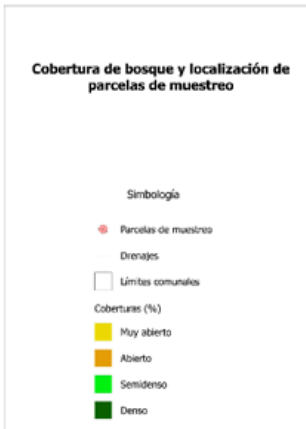 Cobertura de bosque y localización de
parcelas de muestreo
Simbología
Parcelas de muestreo
Drenajes
Límites comunales
Coberturas (%)
Muy abierto
Abierto
Semidenso
Denso